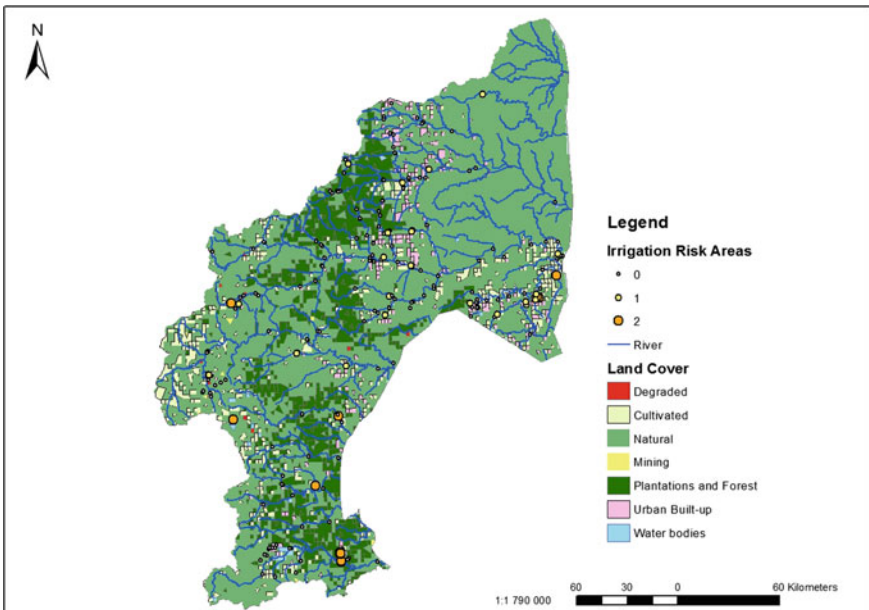 N
Legend
Irrigation Risk Areas
0
1
2
River
Land Cover
Degraded
Cultivated
Natural
Mining
Plantations and Forest
Urban Built-up
Water bodies
1:1 790 000
60 30 0 60 Kilometers